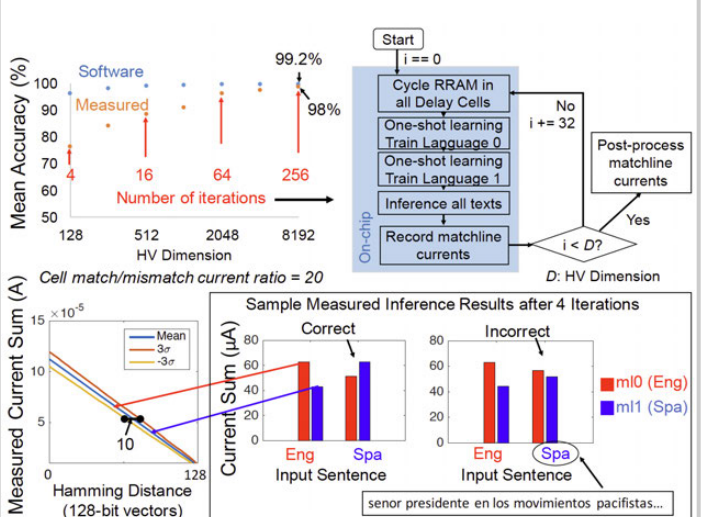 Mean Accuracy (%)
100
90
80
70
60
50
Software
Measured
99.2%
98%
4
16
64
256
Number of iterations
128
512
2048
8192
HV Dimension
Cell match/mismatch current ratio = 20
Start
i == 0
On-chip
Cycle RRAM in
all Delay Cells
One-shot learning
Train Language 0
One-shot learning
Train Language 1
Inference all texts
Record matchline
currents
No
i += 32
i < D?
Yes
Post-process
matchline
currents
D: HV Dimension
Measured Current Sum (A)
15
×10⁻⁵
10
5
Mean
3σ
-3σ
10
0
128
Hamming Distance
(128-bit vectors)
Sample Measured Inference Results after 4 Iterations
Current Sum (μA)
80
60
40
20
0
Correct
Eng
Spa
Input Sentence
80
60
40
20
0
Incorrect
Eng
Spa
Input Sentence
ml0 (Eng)
ml1 (Spa)
senor presidente en los movimientos pacifistas...